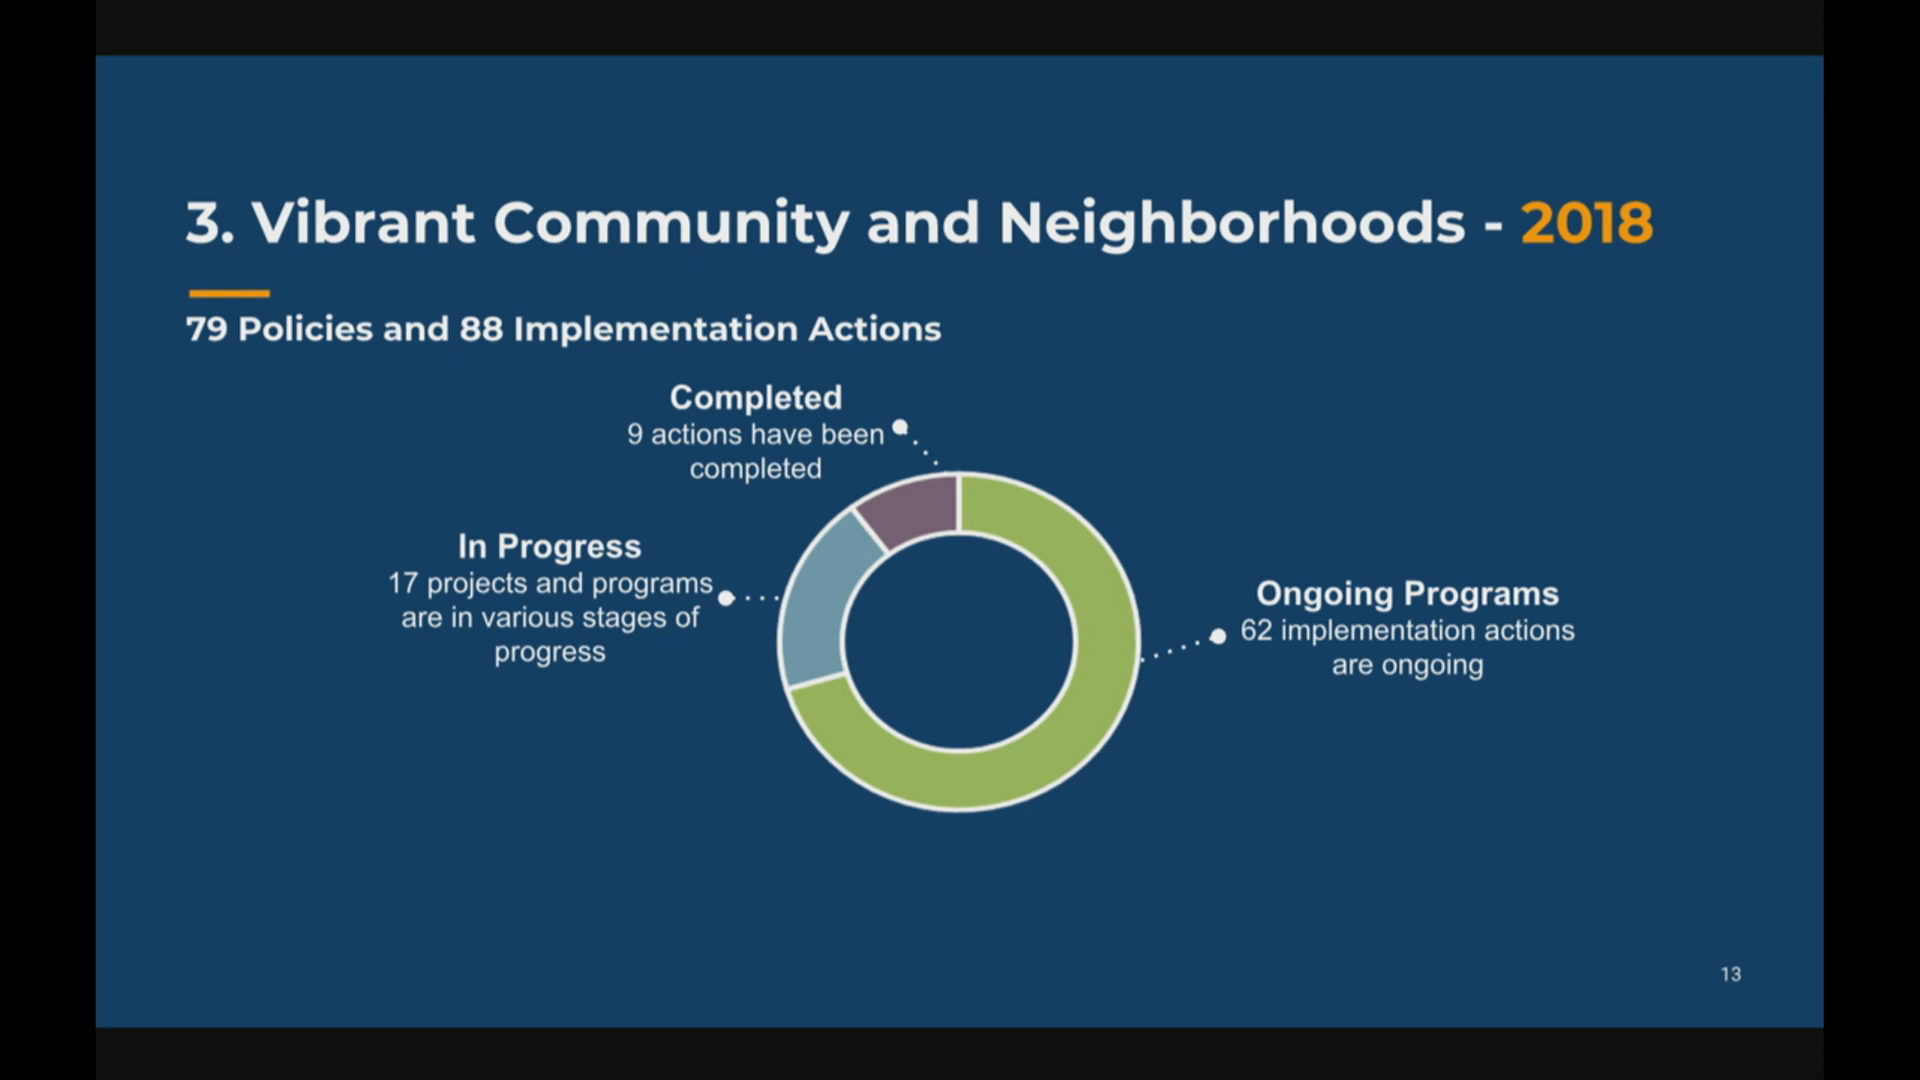 3. Vibrant Community and Neighborhoods - 2018
79 Policies and 88 Implementation Actions
Completed
9 actions have been
completed
In Progress
17 projects and programs
are in various stages of
progress
Ongoing Programs
62 implementation actions
are ongoing
13